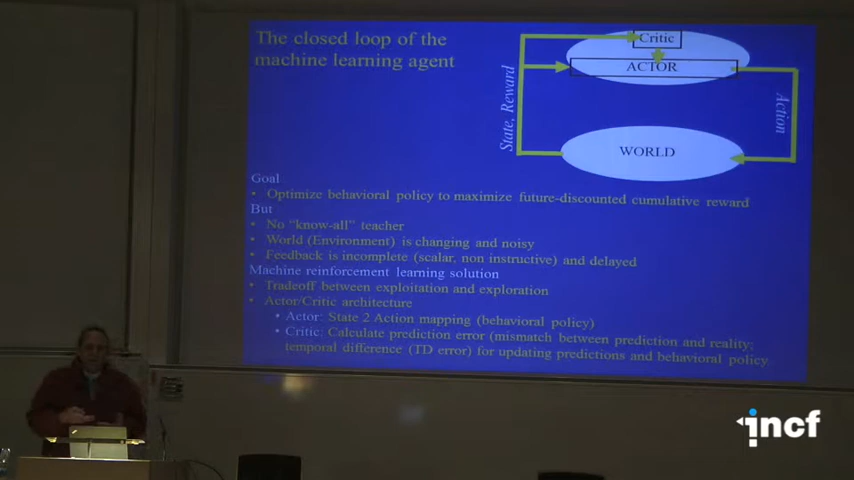 The closed loop of the
machine learning agent
Critic
ACTOR
State, Reward
Action
WORLD
Goal
• Optimize behavioral policy to maximize future-discounted cumulative reward
But
• No "know-all" teacher
• World (Environment) is changing and noisy
• Feedback is incomplete (scalar, non instructive) and delayed
Machine reinforcement learning solution
• Tradeoff between exploitation and exploration
• Actor/Critic architecture
• Actor: State 2 Action mapping (behavioral policy)
• Critic: Calculate prediction error (mismatch between prediction and reality;
temporal difference (TD error) for updating predictions and behavioral policy
incf